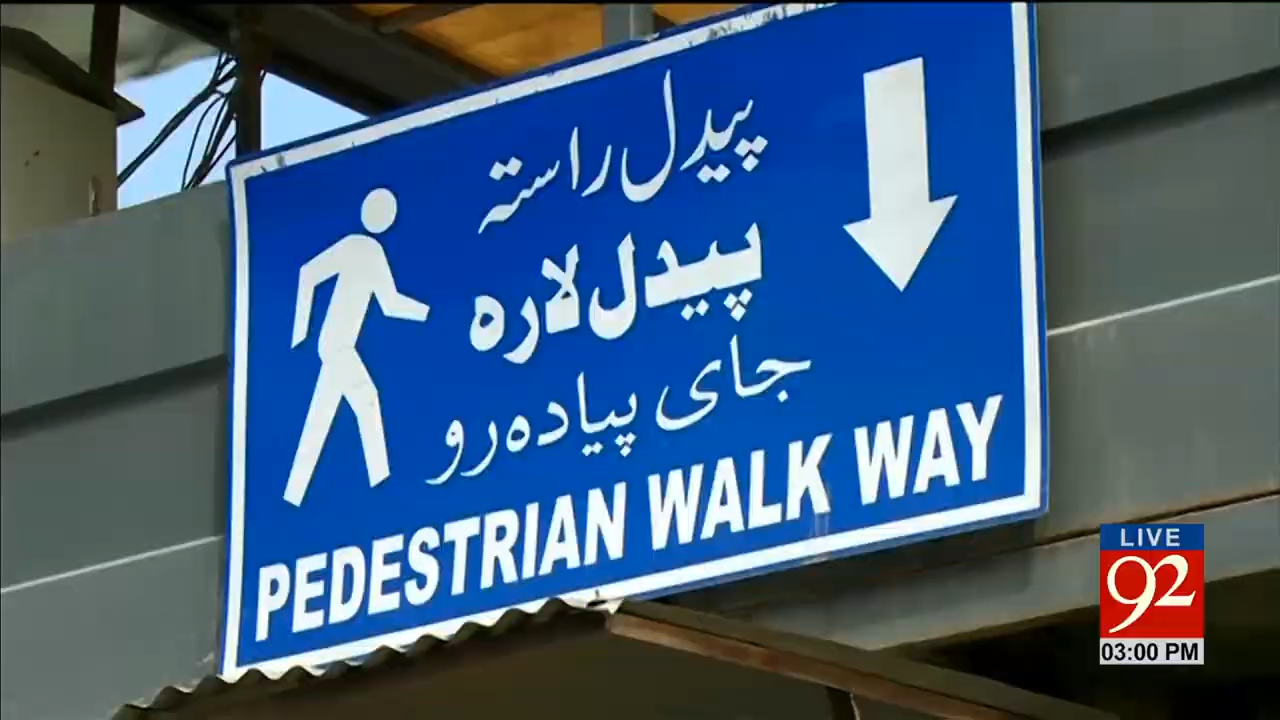 پیدل راستہ
پیدل لارہ
جای پیادہ رو
PEDESTRIAN WALK WAY
LIVE
92
03:00 PM